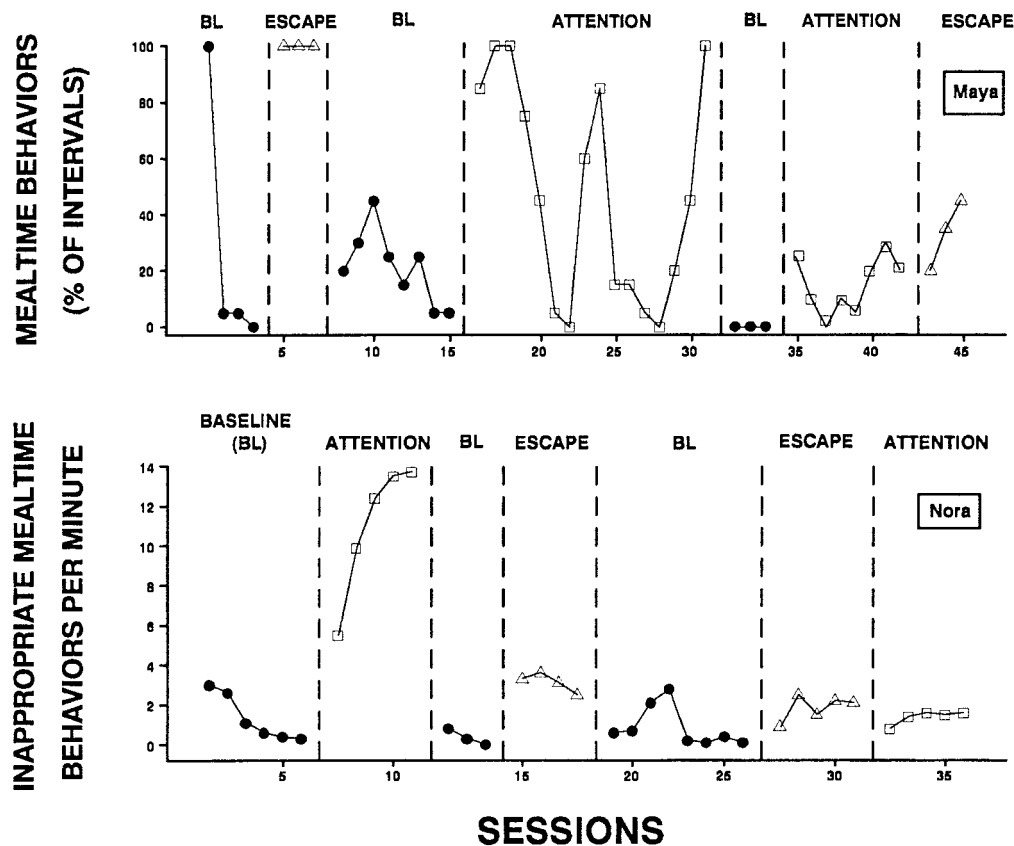 MEALTIME BEHAVIORS
(% OF INTERVALS)
BL ESCAPE BL ATTENTION BL ATTENTION ESCAPE
Maya
100
80
60
40
20
0
5 10 15 20 25 30 35 40 45
INAPPROPRIATE MEALTIME
BEHAVIORS PER MINUTE
BASELINE
(BL) ATTENTION BL ESCAPE BL ESCAPE ATTENTION
Nora
14
12
10
8
6
4
2
0
5 10 15 20 25 30 35
SESSIONS